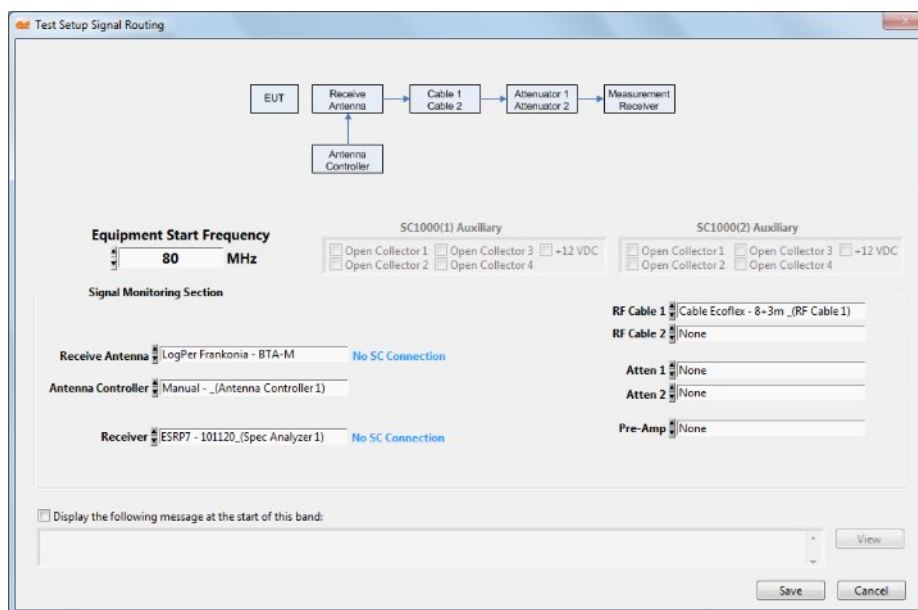 Test Setup Signal Routing
EUT
Receive
Antenna
Cable 1
Cable 2
Attenuator 1
Attenuator 2
Measurement
Receiver
Antenna
Controller
Equipment Start Frequency
80 MHz
SC1000(1) Auxiliary
Open Collector 1 Open Collector 3 +12 VDC
Open Collector 2 Open Collector 4
SC1000(2) Auxiliary
Open Collector 1 Open Collector 3 +12 VDC
Open Collector 2 Open Collector 4
Signal Monitoring Section
Receive Antenna LogPer Frankonia - BTA-M No SC Connection
Antenna Controller Manual - _(Antenna Controller 1)
Receiver ESRP7 - 101120_(Spec Analyzer 1) No SC Connection
RF Cable 1 Cable Ecoflex - 8+3m _(RF Cable 1)
RF Cable 2 None
Atten 1 None
Atten 2 None
Pre-Amp None
Display the following message at the start of this band:
View
Save Cancel